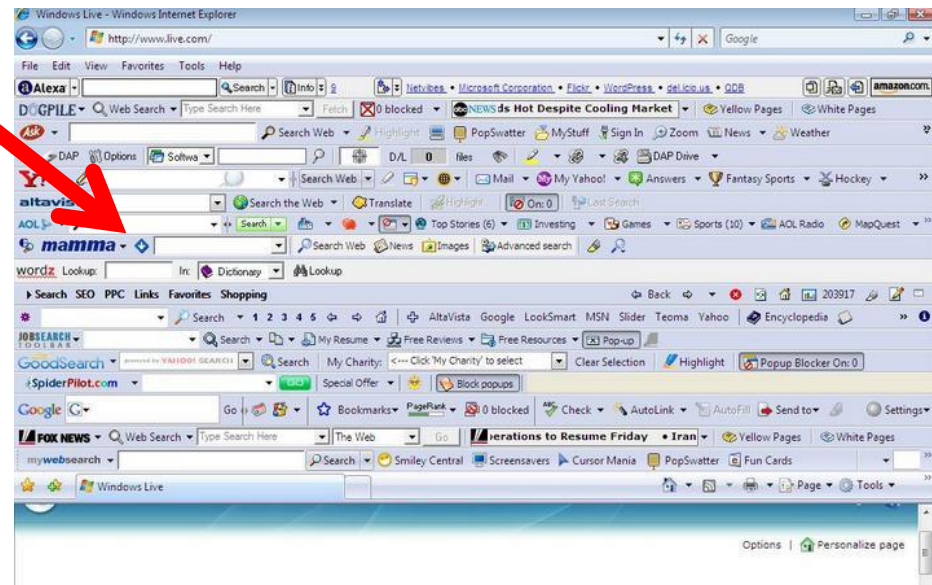 Windows Live - Windows Internet Explorer
http://www.live.com/ Google
File Edit View Favorites Tools Help
Alexa Search Info Netvibes • Microsoft Corporation • Flickr • WordPress • del.icio.us • ODB amazon.com
DOGPILE Web Search Type Search Here Fetch 0 blocked abc NEWS ds Hot Despite Cooling Market Yellow Pages White Pages
Ask Search Web Highlight PopSwatter MyStuff Sign In Zoom News Weather
DAP Options Softwa D/L 0 files DAP Drive
Y! Search Web Mail My Yahoo! Answers Fantasy Sports Hockey »
altavis Search the Web Translate Highlight On: 0 Last Search
AOL Search Top Stories (6) Investing Games Sports (10) AOL Radio MapQuest »
mamma Search Web News Images Advanced search
wordz Lookup: In: Dictionary Lookup
Search SEO PPC Links Favorites Shopping Back 203917
Search 1 2 3 4 5 AltaVista Google LookSmart MSN Slider Teoma Yahoo Encyclopedia »
JOBSEARCH TOOLBAR Search My Resume Free Reviews Free Resources Pop-up
GoodSearch powered by YAHOO! SEARCH Search My Charity: <--- Click 'My Charity' to select Clear Selection Highlight Popup Blocker On: 0
SpiderPilot.com GO Special Offer Block popups
Google G Go Bookmarks PageRank 0 blocked Check AutoLink AutoFill Send to Settings
FOX NEWS Web Search Type Search Here The Web Go erations to Resume Friday • Iran Yellow Pages White Pages
mywebsearch Search Smiley Central Screensavers Cursor Mania PopSwatter Fun Cards »
Windows Live Page Tools »
Options | Personalize page